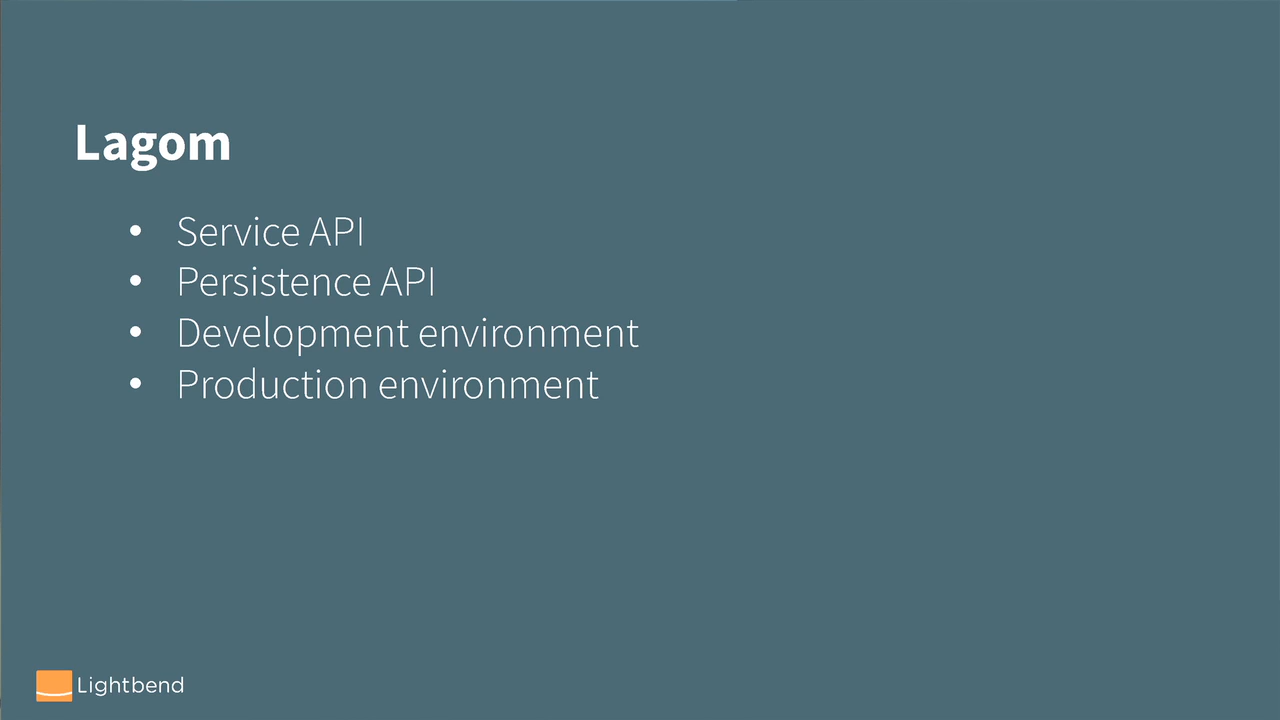 Lagom
• Service API
• Persistence API
• Development environment
• Production environment
Lightbend